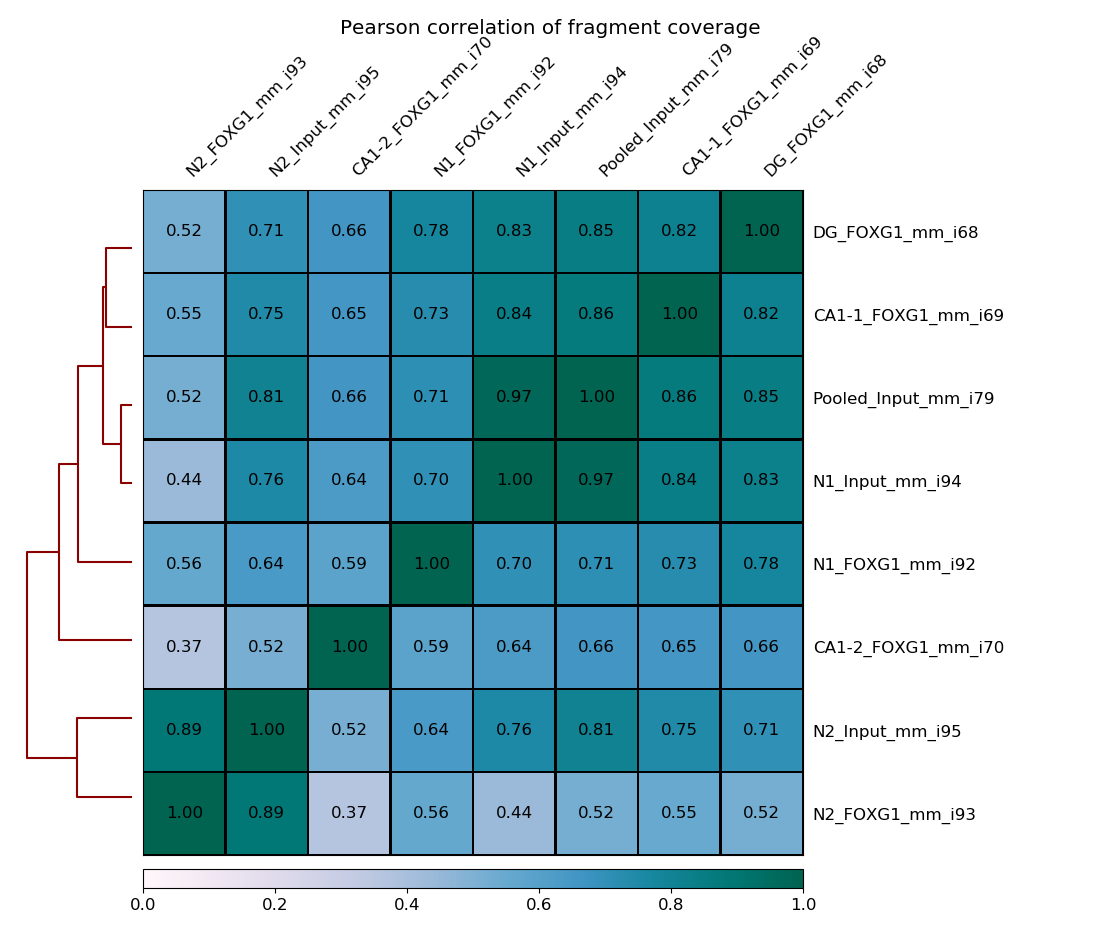 Pearson correlation of fragment coverage
N2_FOXG1_mm_i93
N2_Input_mm_i95
CA1-2_FOXG1_mm_i70
N1_FOXG1_mm_i92
N1_Input_mm_i94
Pooled_Input_mm_i79
CA1-1_FOXG1_mm_i69
DG_FOXG1_mm_i68
0.52 0.71 0.66 0.78 0.83 0.85 0.82 1.00 DG_FOXG1_mm_i68
0.55 0.75 0.65 0.73 0.84 0.86 1.00 0.82 CA1-1_FOXG1_mm_i69
0.52 0.81 0.66 0.71 0.97 1.00 0.86 0.85 Pooled_Input_mm_i79
0.44 0.76 0.64 0.70 1.00 0.97 0.84 0.83 N1_Input_mm_i94
0.56 0.64 0.59 1.00 0.70 0.71 0.73 0.78 N1_FOXG1_mm_i92
0.37 0.52 1.00 0.59 0.64 0.66 0.65 0.66 CA1-2_FOXG1_mm_i70
0.89 1.00 0.52 0.64 0.76 0.81 0.75 0.71 N2_Input_mm_i95
1.00 0.89 0.37 0.56 0.44 0.52 0.55 0.52 N2_FOXG1_mm_i93
0.0 0.2 0.4 0.6 0.8 1.0